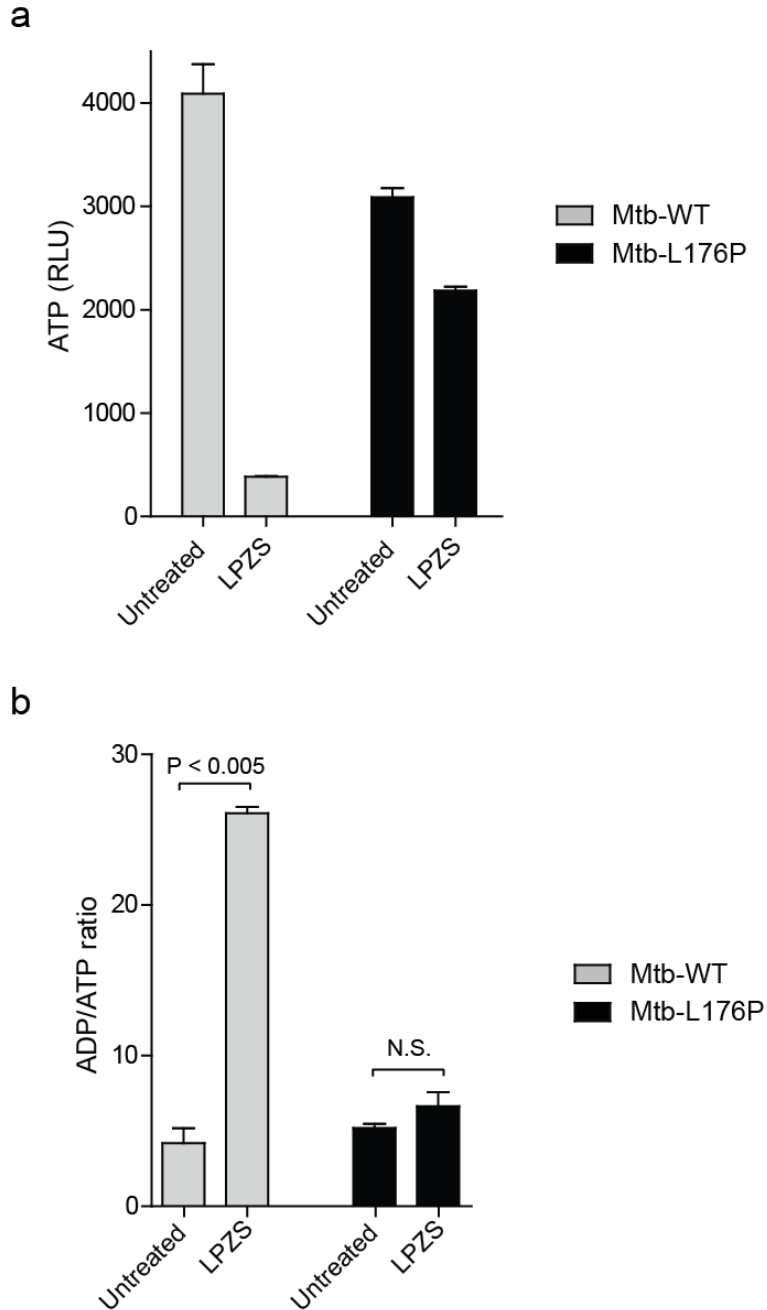 a
4000
3000
2000
1000
0
ATP (RLU)
Untreated
LPZS
Untreated
LPZS
Mtb-WT
Mtb-L176P
b
30
20
10
0
ADP/ATP ratio
P < 0.005
N.S.
Untreated
LPZS
Untreated
LPZS
Mtb-WT
Mtb-L176P